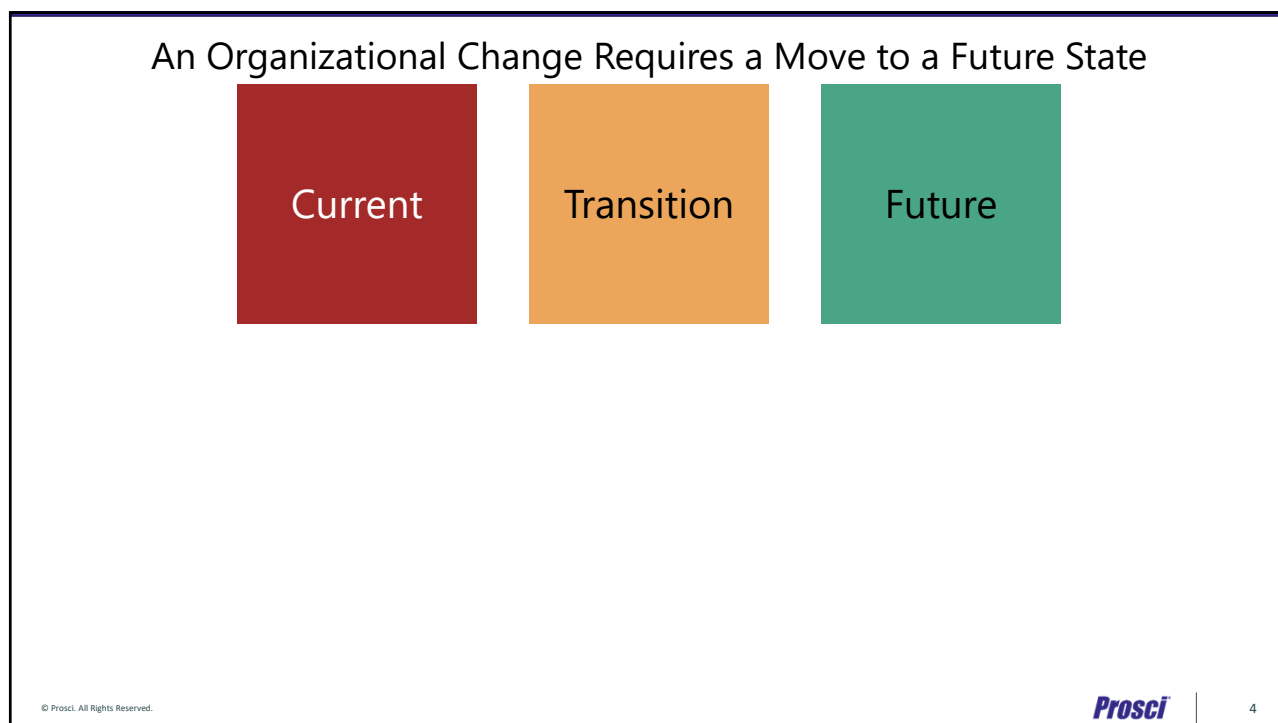 An Organizational Change Requires a Move to a Future State
Current
Transition
Future
© Prosci. All Rights Reserved.
Prosci
4